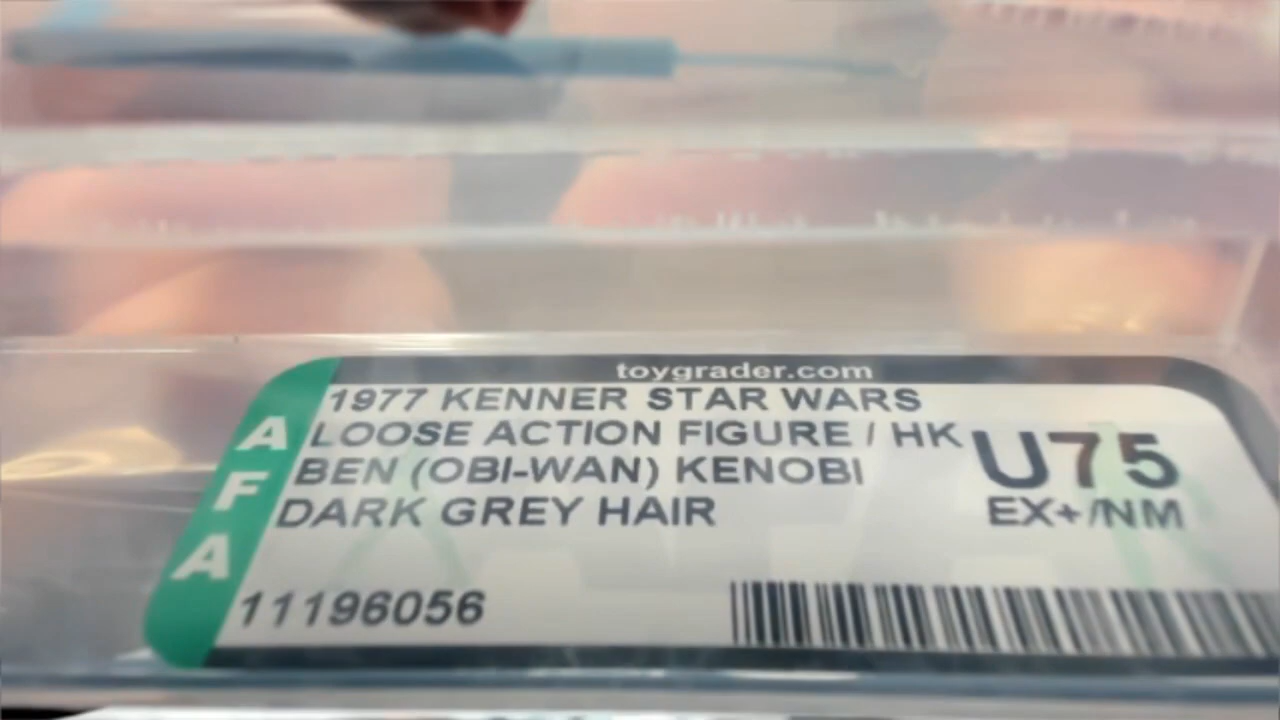 toygrader.com
1977 KENNER STAR WARS
LOOSE ACTION FIGURE / HK
BEN (OBI-WAN) KENOBI
DARK GREY HAIR
U75
EX+/NM
AFA
11196056